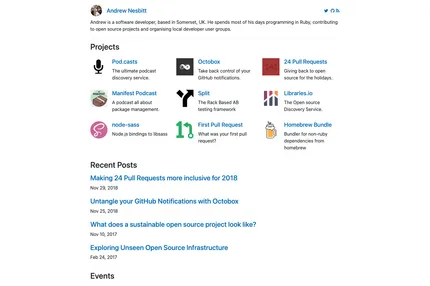 Andrew Nesbitt
Andrew is a software developer, based in Somerset, UK. He spends most of his days programming in Ruby, contributing
to open source projects and organising local developer user groups.
Projects
Pod.casts
The ultimate podcast
discovery service.
Octobox
Take back control of your
GitHub notifications.
24 Pull Requests
Giving back to open
source for the holidays.
Manifest Podcast
A podcast all about
package management.
Split
The Rack Based AB
testing framework
Libraries.io
The Open source
Discovery Service.
node-sass
Node.js bindings to libsass
First Pull Request
What was your first pull
request?
Homebrew Bundle
Bundler for non-ruby
dependencies from
homebrew
Recent Posts
Making 24 Pull Requests more inclusive for 2018
Nov 29, 2018
Untangle your GitHub Notifications with Octobox
Nov 25, 2018
What does a sustainable open source project look like?
Nov 10, 2017
Exploring Unseen Open Source Infrastructure
Feb 24, 2017
Events